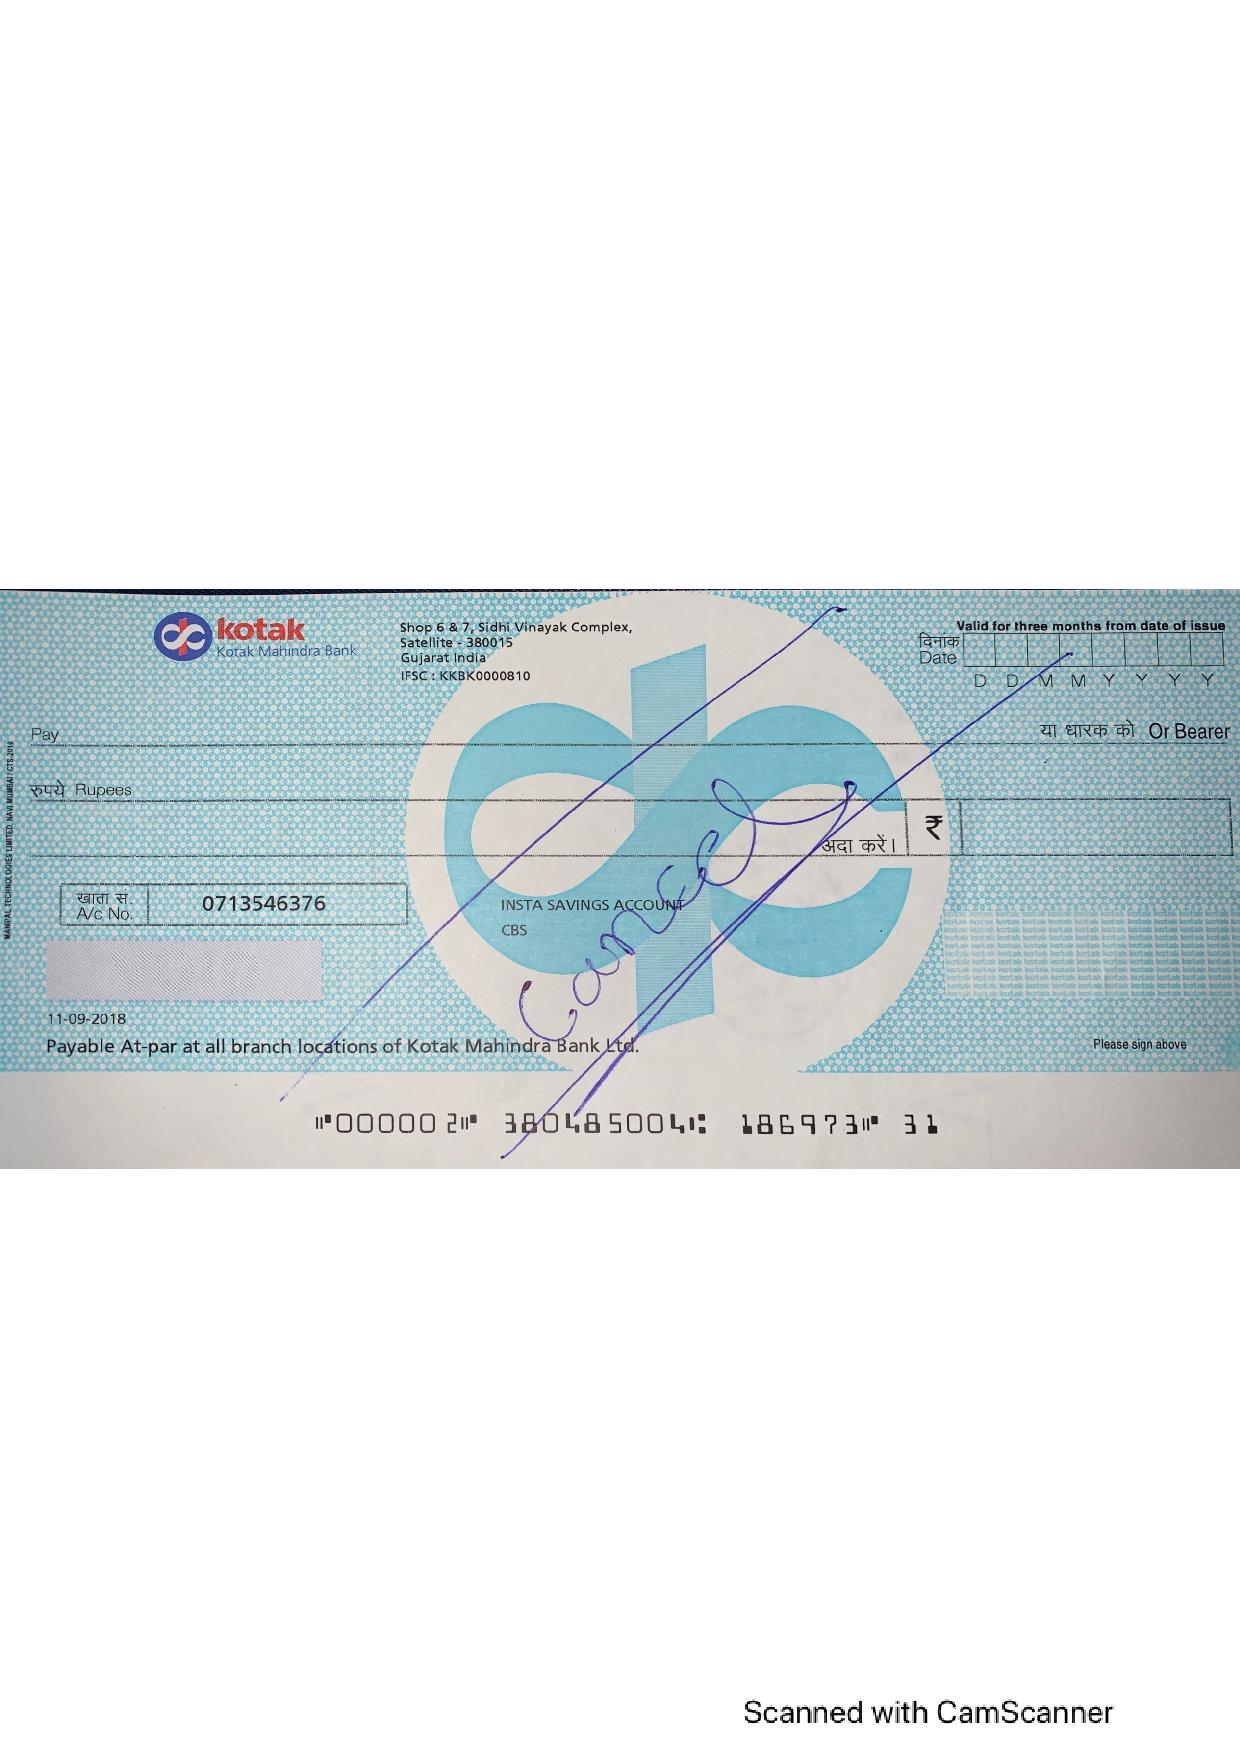 kotak
Kotak Mahindra Bank
Shop 6 & 7, Sidhi Vinayak Complex,
Satellite - 380015
Gujarat India
IFSC : KKBK0000810
Valid for three months from date of issue
दिनांक
Date
D D M M Y Y Y Y
Pay
या धारक को Or Bearer
रुपये Rupees
अदा करें।
₹
खाता सं.
A/c No.
0713546376
INSTA SAVINGS ACCOUNT
CBS
Cancel
11-09-2018
Payable At-par at all branch locations of Kotak Mahindra Bank Ltd.
Please sign above
MANIPAL TECHNOLOGIES LIMITED, NAVI MUMBAI / CTS-2010
⑈000002⑈ 380485004⑆ 186973⑈ 31
Scanned with CamScanner